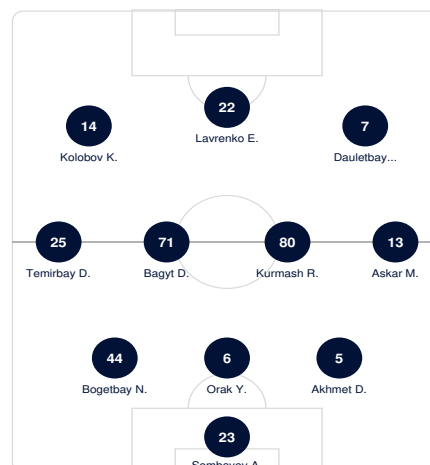 22
14
7
Lavrenko E.
Kolobov K.
Dauletbay...
25
71
80
13
Temirbay D.
Bagyt D.
Kurmash R.
Askar M.
44
6
5
Bogetbay N.
Orak Y.
Akhmet D.
23